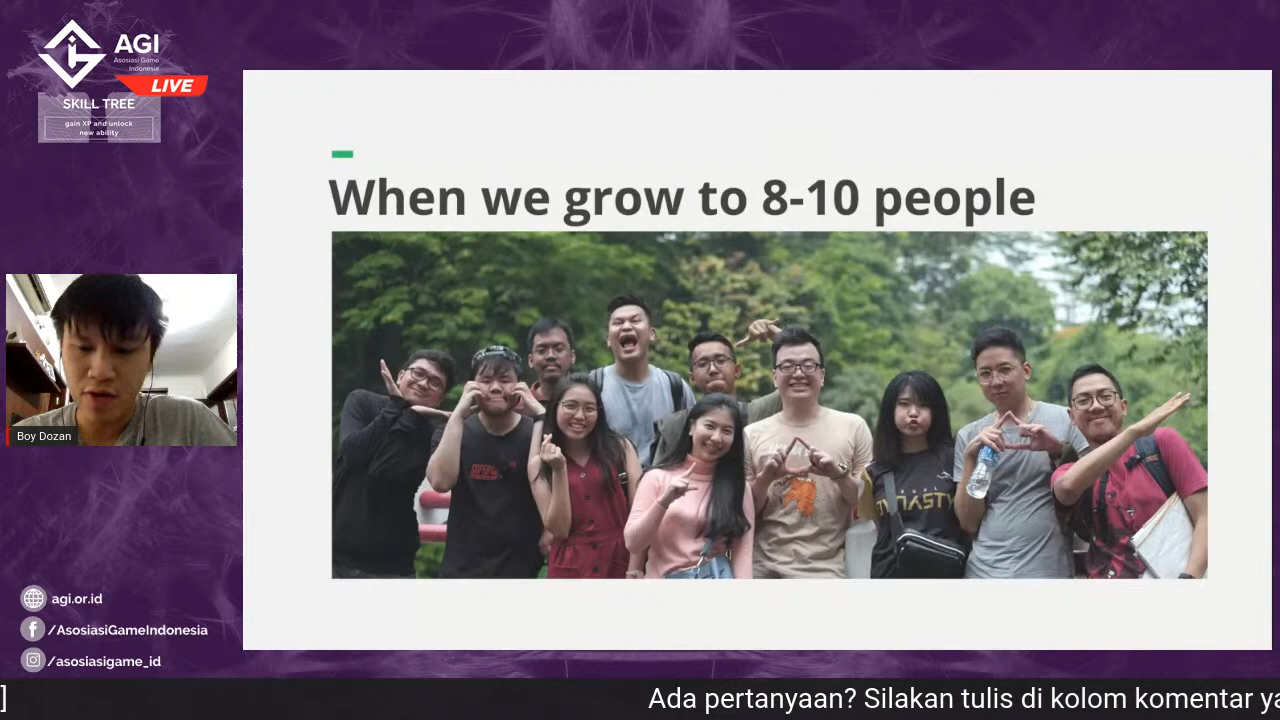 AGI
Asosiasi Game
Indonesia
LIVE
SKILL TREE
gain XP and unlock
new ability
When we grow to 8-10 people
Boy Dozan
agi.or.id
/AsosiasiGameIndonesia
/asosiasigame_id
]
Ada pertanyaan? Silakan tulis di kolom komentar ya